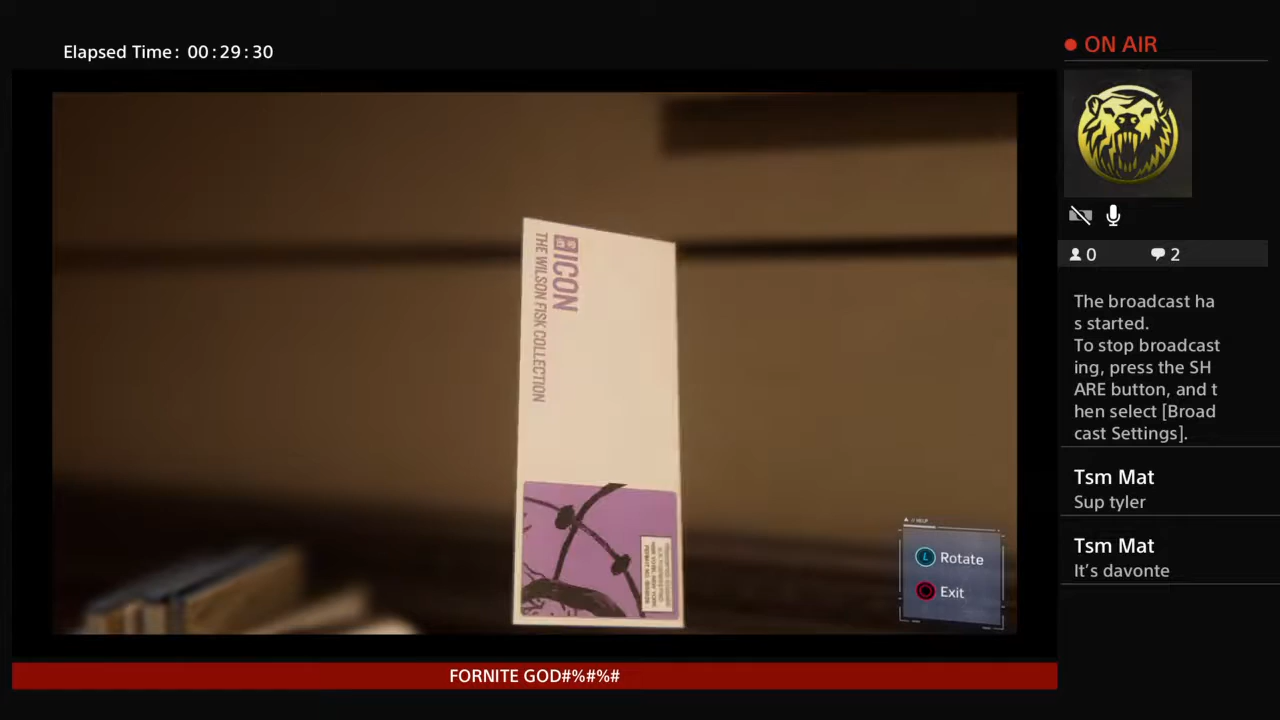 Elapsed Time: 00:29:30
ON AIR
0
2
The broadcast ha
s started.
To stop broadcast
ing, press the SH
ARE button, and t
hen select [Broad
cast Settings].
Tsm Mat
Sup tyler
Tsm Mat
It's davonte
ICON
THE WILSON FISK COLLECTION
HELP
L Rotate
Exit
FORNITE GOD#%#%#